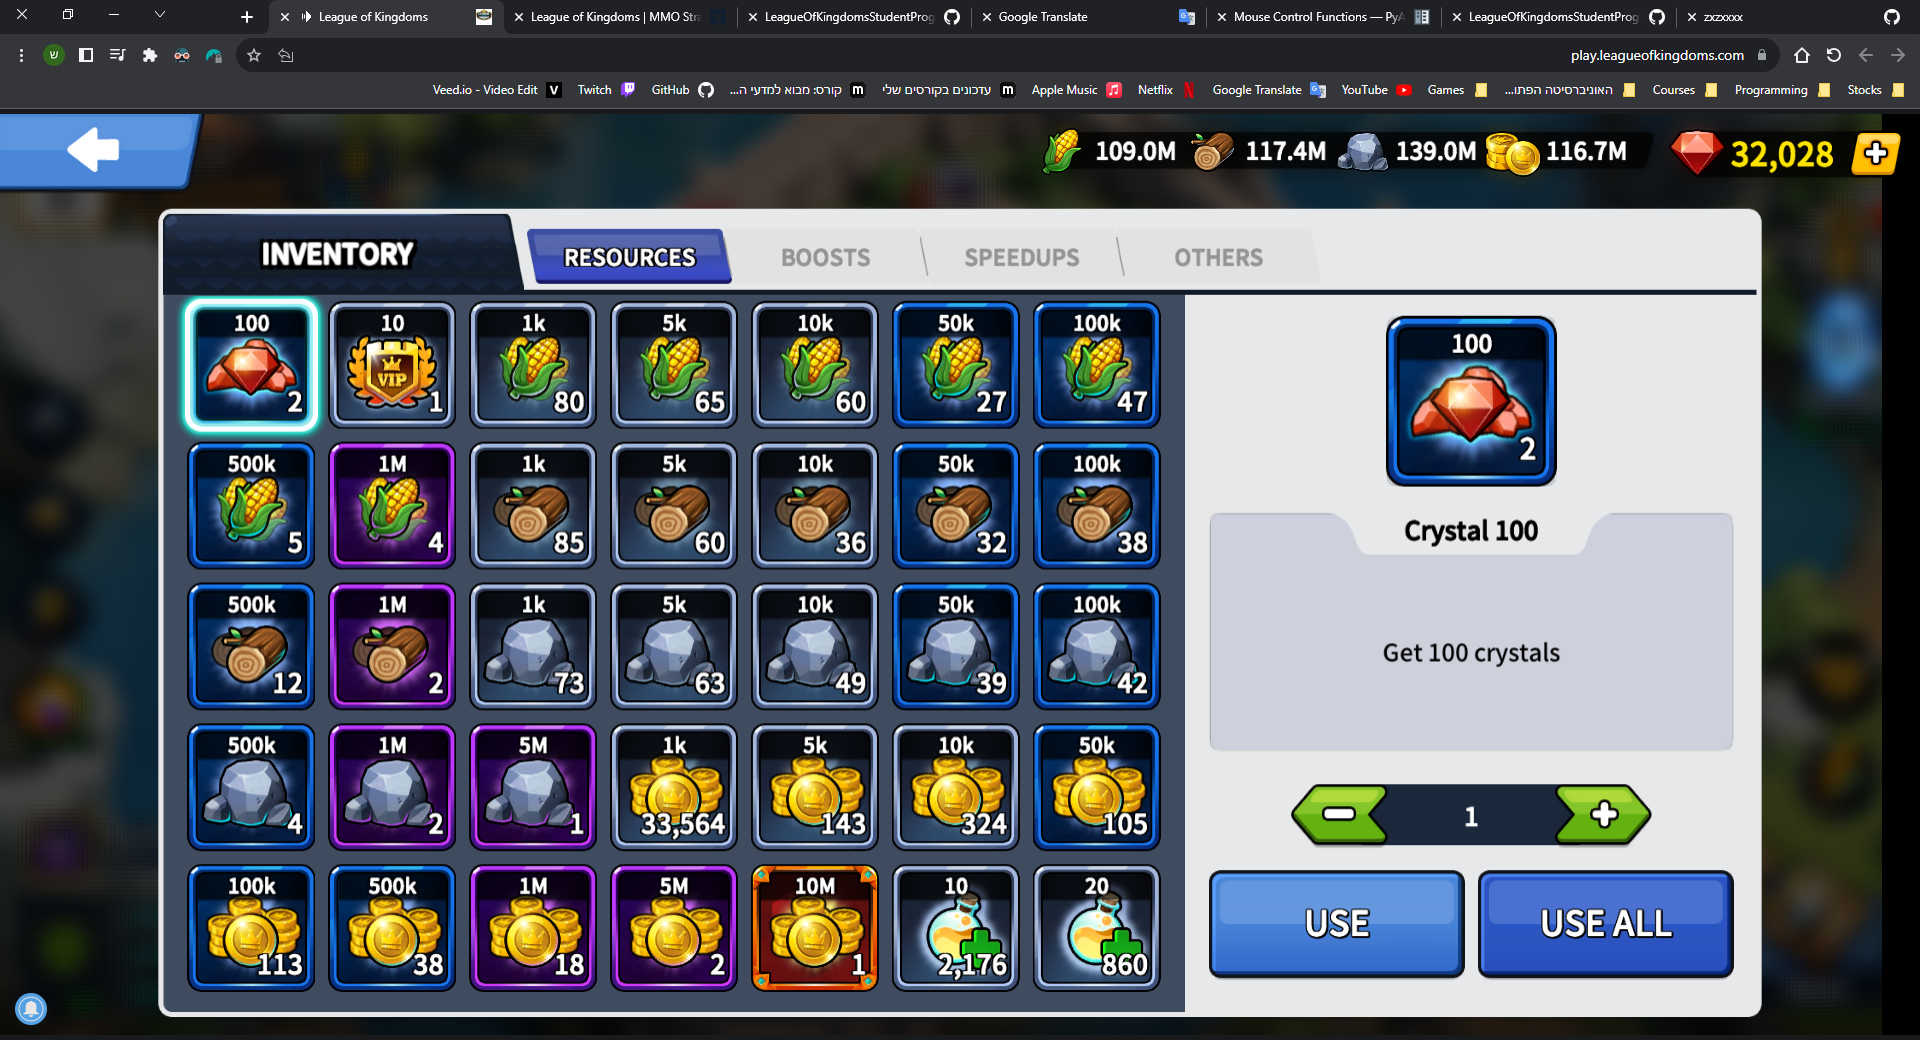 League of Kingdoms
League of Kingdoms | MMO Stra
LeagueOfKingdomsStudentProg
Google Translate
Mouse Control Functions — PyA
LeagueOfKingdomsStudentProg
zxzxxxx
ש
play.leagueofkingdoms.com
Veed.io - Video Edit
V
Twitch
GitHub
קורס: מבוא למדעי ה...
m
עדכונים בקורסים שלי
m
Apple Music
Netflix
N
Google Translate
YouTube
Games
האוניברסיטה הפתו...
Courses
Programming
Stocks
109.0M
117.4M
139.0M
116.7M
32,028
INVENTORY
RESOURCES
BOOSTS
SPEEDUPS
OTHERS
100
2
10
VIP
1
1k
80
5k
65
10k
60
50k
27
100k
47
500k
5
1M
4
1k
85
5k
60
10k
36
50k
32
100k
38
500k
12
1M
2
1k
73
5k
63
10k
49
50k
39
100k
42
500k
4
1M
2
5M
1
1k
33,564
5k
143
10k
324
50k
105
100k
113
500k
38
1M
18
5M
2
10M
1
10
2,176
20
860
100
2
Crystal 100
Get 100 crystals
1
USE
USE ALL